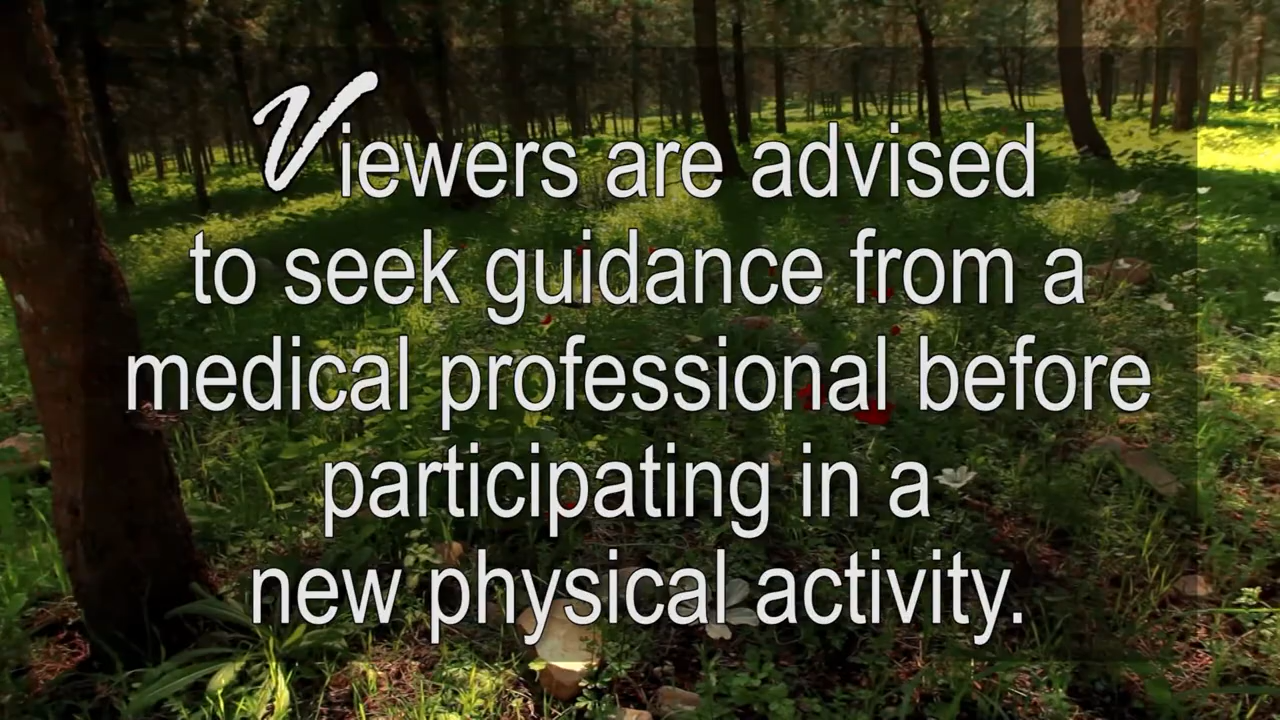 Viewers are advised
to seek guidance from a
medical professional before
participating in a
new physical activity.